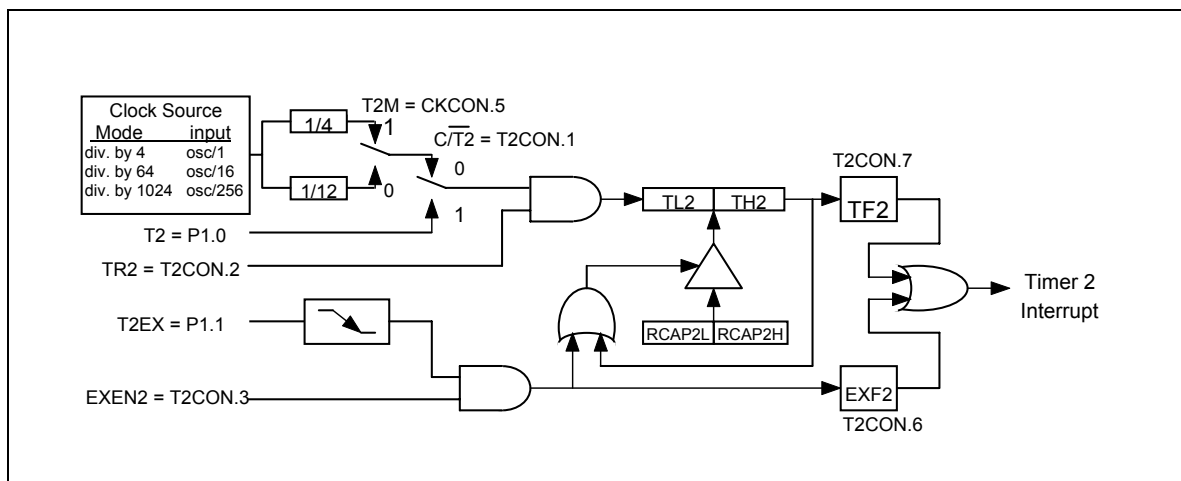 Clock Source
Mode input
div. by 4 osc/1
div. by 64 osc/16
div. by 1024 osc/256
1/4
1/12
T2M = CKCON.5
1
0
C/T2 = T2CON.1
0
1
T2 = P1.0
TR2 = T2CON.2
TL2 TH2
T2CON.7
TF2
Timer 2
Interrupt
T2EX = P1.1
RCAP2L RCAP2H
EXEN2 = T2CON.3
EXF2
T2CON.6